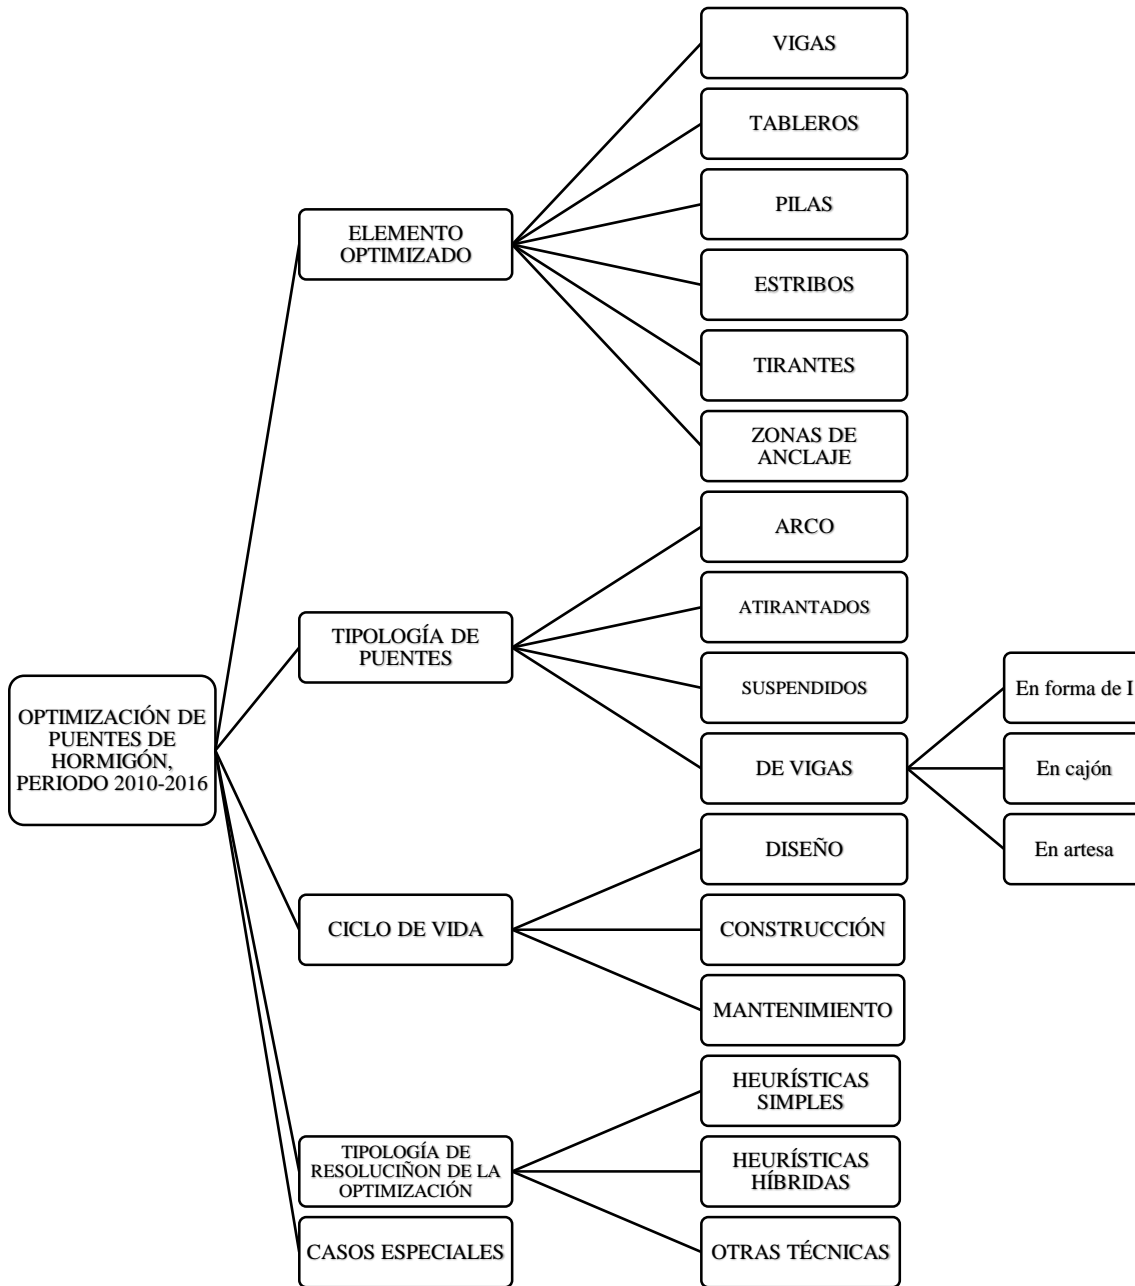 OPTIMIZACIÓN DE
PUENTES DE
HORMIGÓN,
PERIODO 2010-2016
ELEMENTO
OPTIMIZADO
VIGAS
TABLEROS
PILAS
ESTRIBOS
TIRANTES
ZONAS DE
ANCLAJE
TIPOLOGÍA DE
PUENTES
ARCO
ATIRANTADOS
SUSPENDIDOS
DE VIGAS
En forma de I
En cajón
En artesa
CICLO DE VIDA
DISEÑO
CONSTRUCCIÓN
MANTENIMIENTO
TIPOLOGÍA DE
RESOLUCIÑON DE LA
OPTIMIZACIÓN
HEURÍSTICAS
SIMPLES
HEURÍSTICAS
HÍBRIDAS
OTRAS TÉCNICAS
CASOS ESPECIALES